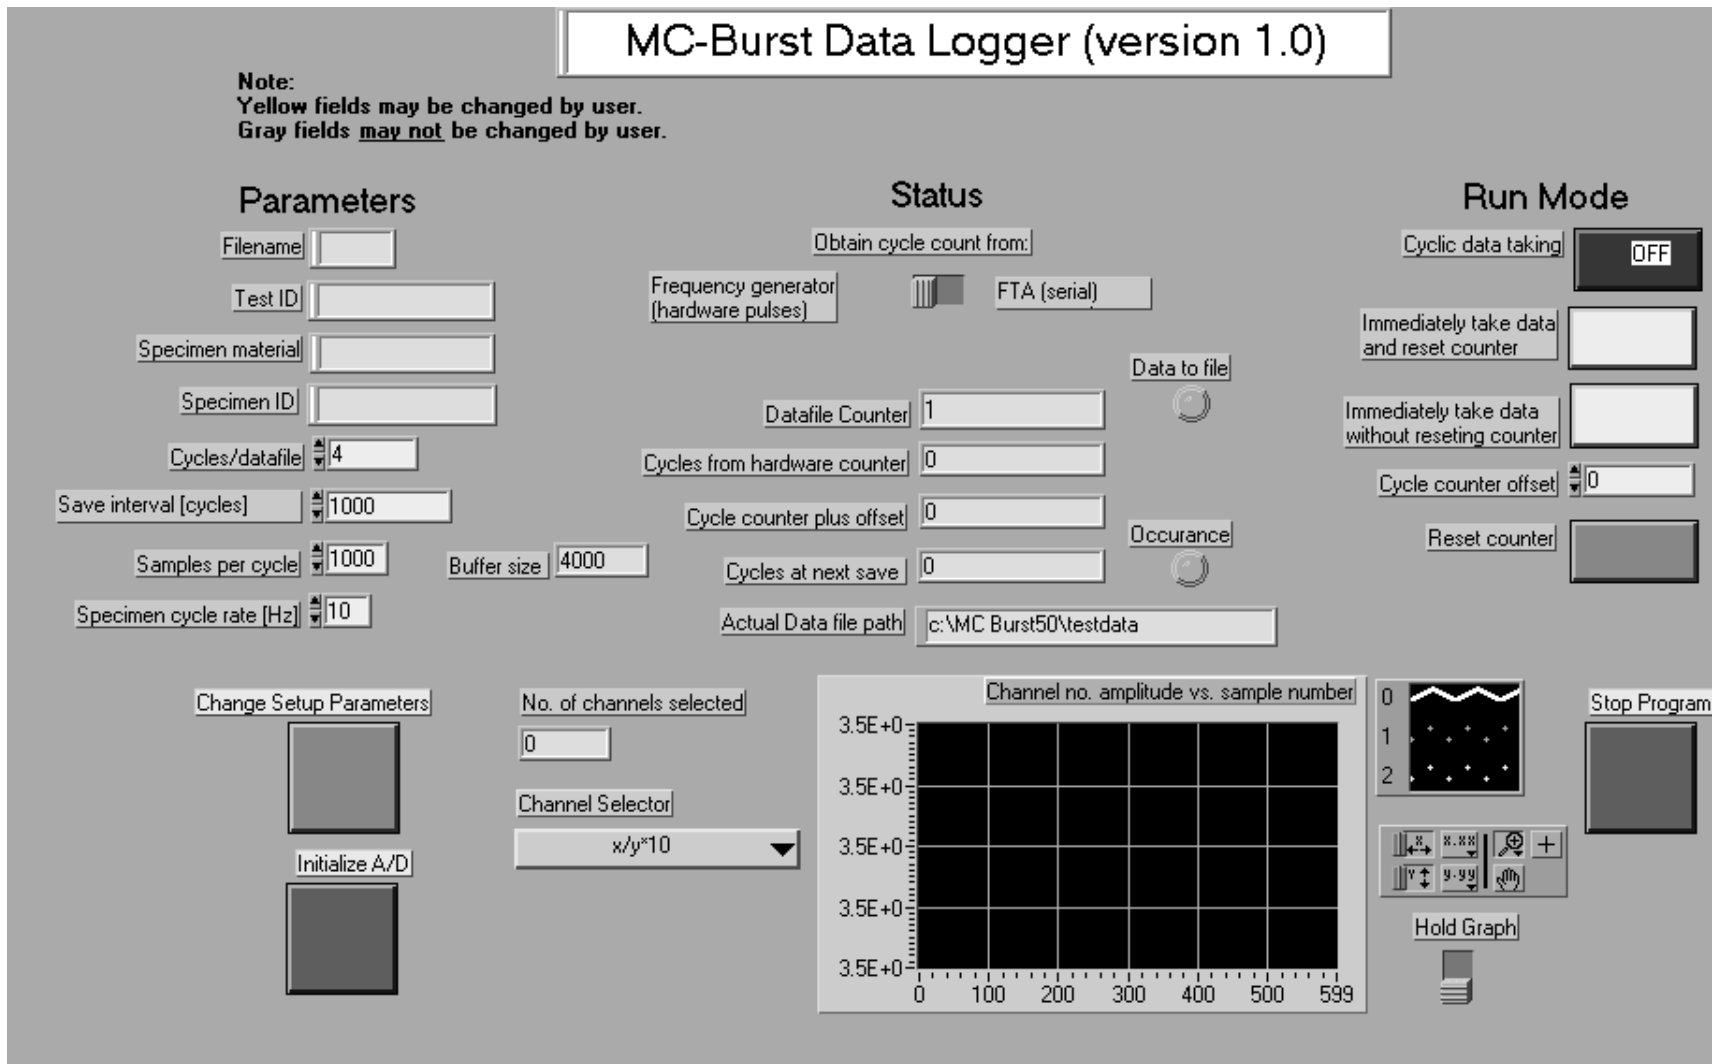 MC-Burst Data Logger (version 1.0)
Note:
Yellow fields may be changed by user.
Gray fields may not be changed by user.
Parameters
Filename
Test ID
Specimen material
Specimen ID
Cycles/datafile 4
Save interval [cycles] 1000
Samples per cycle 1000
Buffer size 4000
Specimen cycle rate [Hz] 10
Status
Obtain cycle count from:
Frequency generator
(hardware pulses)
FTA (serial)
Data to file
Datafile Counter 1
Cycles from hardware counter 0
Cycle counter plus offset 0
Occurance
Cycles at next save 0
Actual Data file path c:\MC Burst50\testdata
Run Mode
Cyclic data taking OFF
Immediately take data
and reset counter
Immediately take data
without reseting counter
Cycle counter offset 0
Reset counter
Change Setup Parameters
Initialize A/D
No. of channels selected
0
Channel Selector
x/y*10
Channel no. amplitude vs. sample number
3.5E+0
3.5E+0
3.5E+0
3.5E+0
3.5E+0
0 100 200 300 400 500 599
0
1
2
X X.XX
Y y.yy
Hold Graph
Stop Program